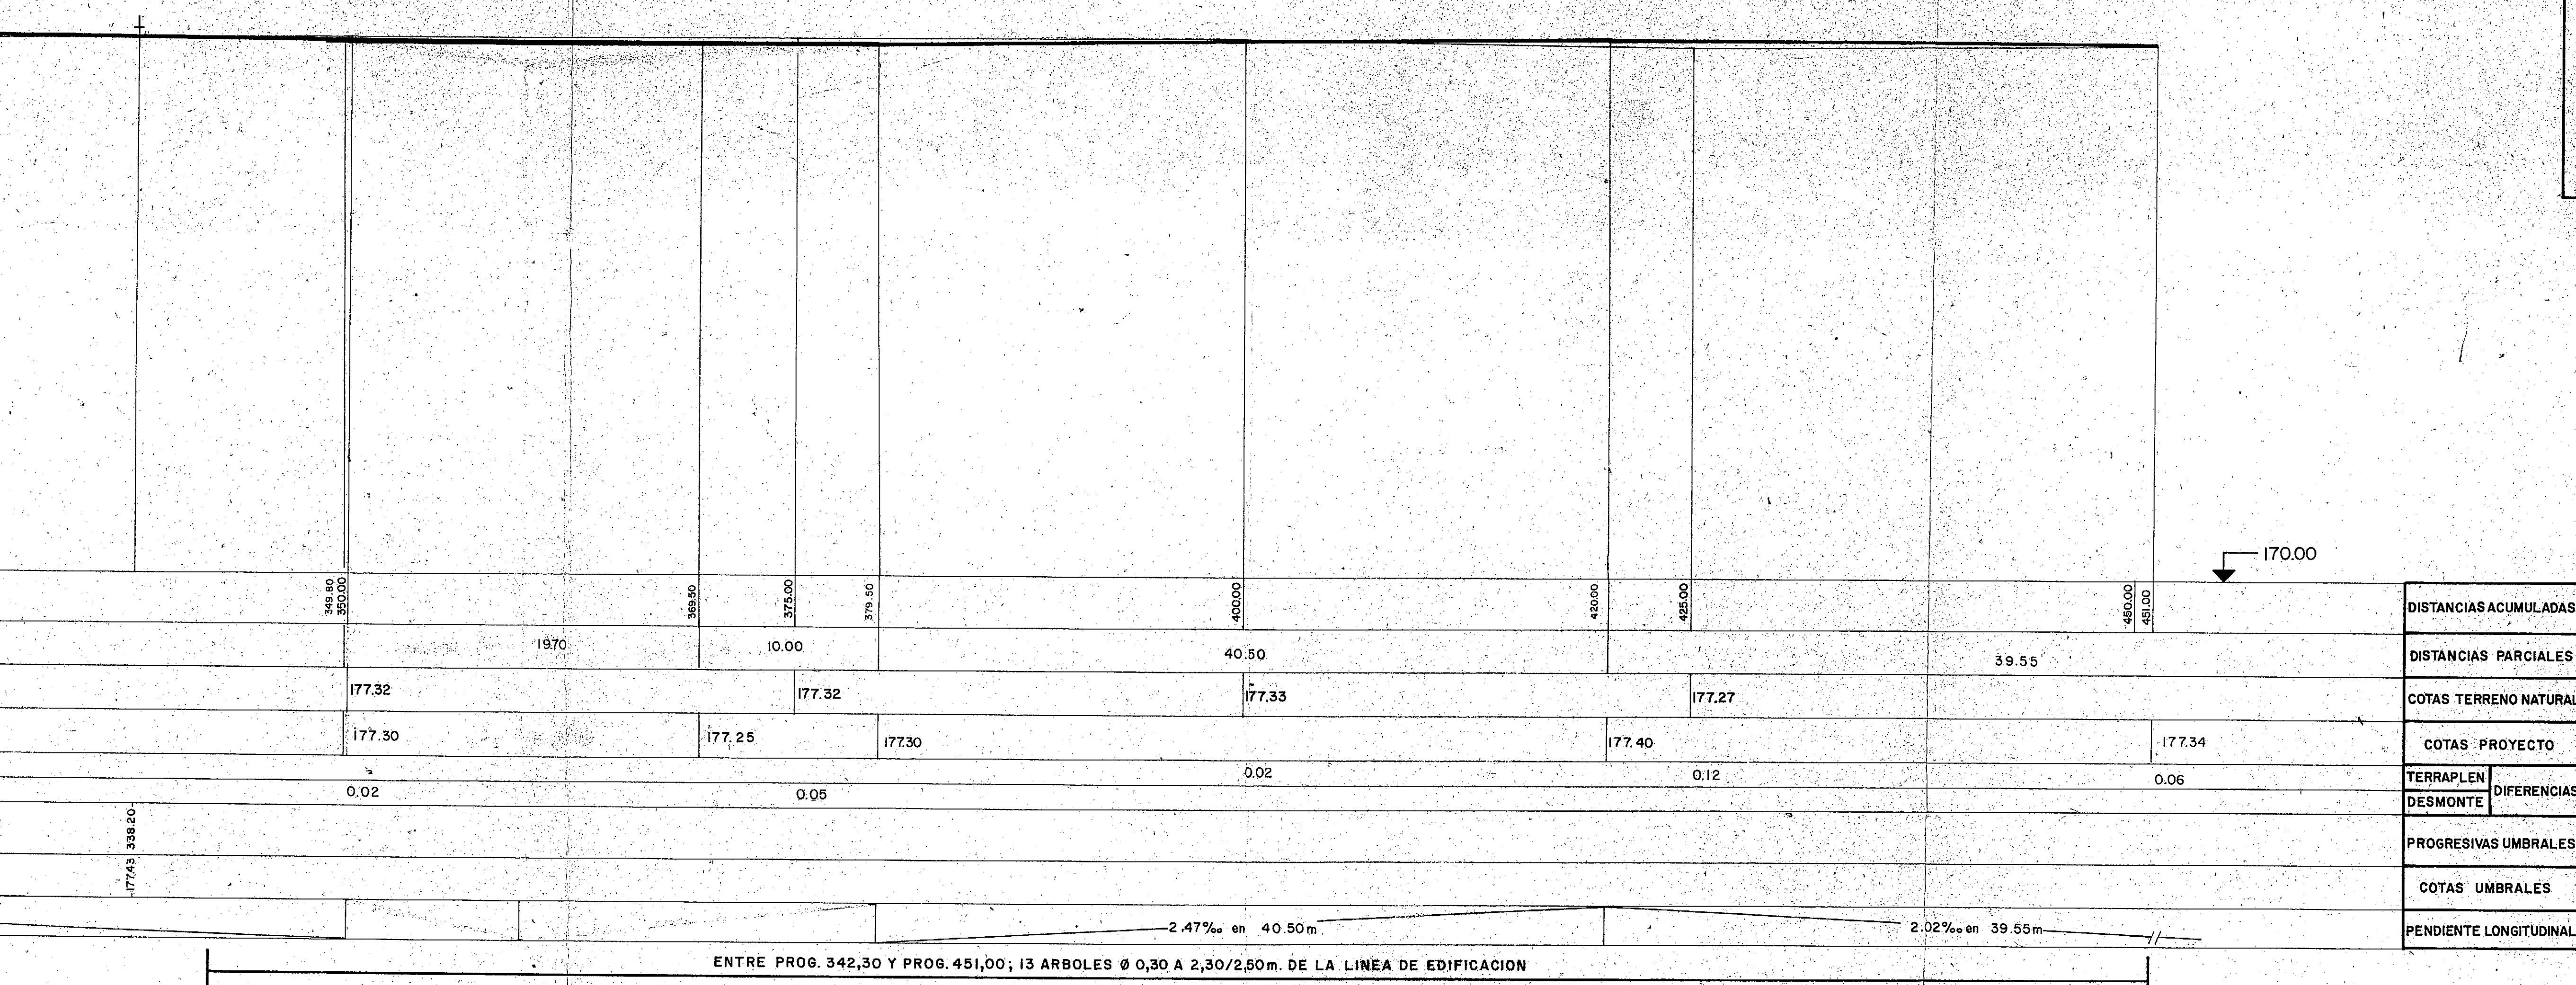 170.00
349.80 350.00 369.50 375.00 379.50 400.00 420.00 425.00 450.00 451.00 DISTANCIAS ACUMULADAS
19.70 10.00 40.50 39.55 DISTANCIAS PARCIALES
177.32 177.32 177.33 177.27 COTAS TERRENO NATURAL
177.30 177.25 177.30 177.40 177.34 COTAS PROYECTO
0.02 0.12 0.06 TERRAPLEN
DIFERENCIAS
0.02 0.05 DESMONTE
338.20 PROGRESIVAS UMBRALES
177.43 COTAS UMBRALES
2.47‰ en 40.50m 2.02‰ en 39.55m PENDIENTE LONGITUDINAL
ENTRE PROG. 342,30 Y PROG. 451,00; 13 ARBOLES Ø 0,30 A 2,30/2,50m. DE LA LINEA DE EDIFICACION